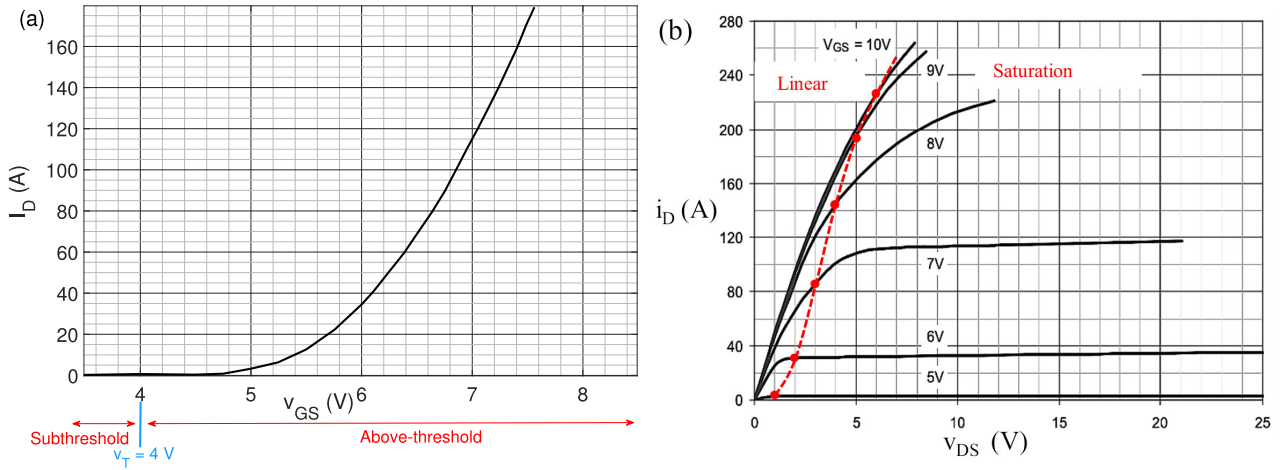 (a)
160
140
120
100
80
60
40
20
0
I_D (A)
4
5
6
7
8
v_GS (V)
Subthreshold
Above-threshold
v_T = 4 V
(b)
280
240
200
160
120
80
40
0
i_D (A)
V_GS = 10V
9V
8V
7V
6V
5V
Linear
Saturation
0
5
10
15
20
25
v_DS (V)